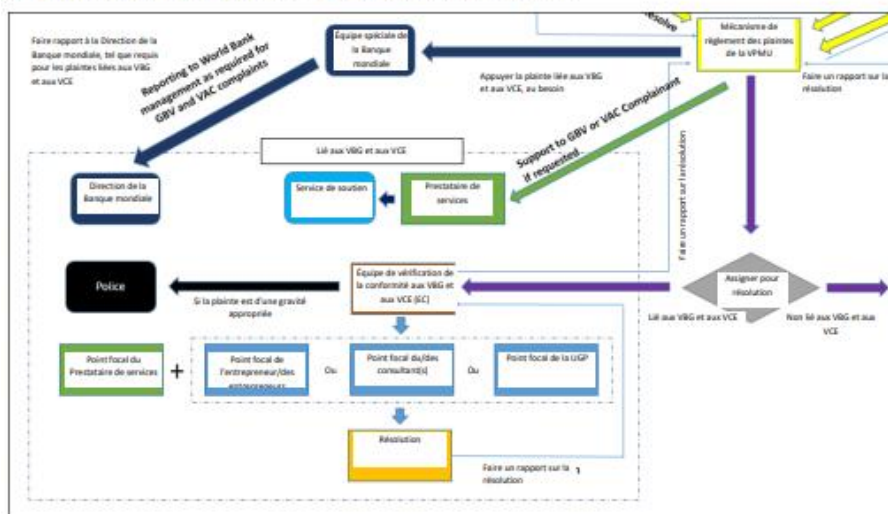 Faire rapport à la Direction de la
Banque mondiale, tel que requis
pour les plaintes liées aux VBG
et aux VCE
Reporting to World Bank
management as required for
GBV and VAC complaints
Équipe spéciale de
la Banque
mondiale
Appuyer la plainte liée aux VBG
et aux VCE, au besoin
esolve
Mécanisme de
règlement des plaintes
de la VPMU
Faire un rapport sur la
résolution
Support to GBV or VAC Complainant
if requested
Faire un rapport sur la résolution
Lié aux VBG et aux VCE
Direction de la
Banque mondiale
Service de soutien
Prestataire de
services
Police
Si la plainte est d'une gravité
appropriée
Équipe de vérification de
la conformité aux VBG et
aux VCE (EC)
Assigner pour
résolution
Lié aux VBG et aux VCE
Non lié aux VBG et aux
VCE
Point focal du
Prestataire de services
+
Point focal de
l'entrepreneur/des
entrepreneurs
Ou
Point focal du/des
consultant(s)
Ou
Point focal de la UGP
Résolution
Faire un rapport sur la
résolution